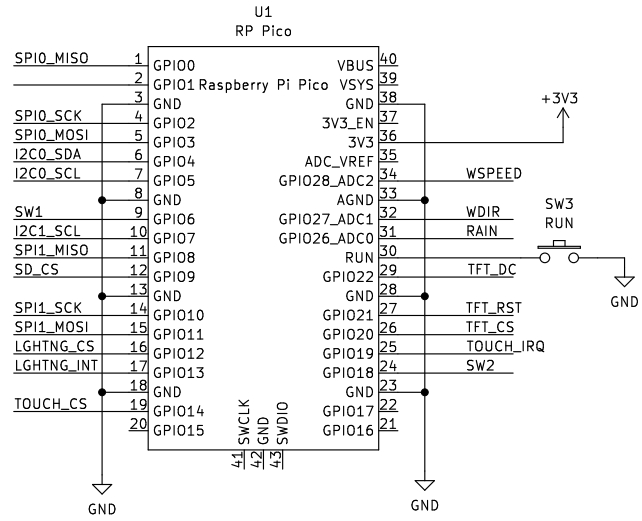 U1
RP Pico
SPI0_MISO 1 GPIO0 VBUS 40
2 GPIO1 Raspberry Pi Pico VSYS 39
3 GND GND 38
SPI0_SCK 4 GPIO2 3V3_EN 37
+3V3
SPI0_MOSI 5 GPIO3 3V3 36
I2C0_SDA 6 GPIO4 ADC_VREF 35
I2C0_SCL 7 GPIO5 GPIO28_ADC2 34 WSPEED
8 GND AGND 33
SW1 9 GPIO6 GPIO27_ADC1 32 WDIR
SW3
RUN
I2C1_SCL 10 GPIO7 GPIO26_ADC0 31 RAIN
SPI1_MISO 11 GPIO8 RUN 30
SD_CS 12 GPIO9 GPIO22 29 TFT_DC
13 GND GND 28
GND
SPI1_SCK 14 GPIO10 GPIO21 27 TFT_RST
SPI1_MOSI 15 GPIO11 GPIO20 26 TFT_CS
LGHTNG_CS 16 GPIO12 GPIO19 25 TOUCH_IRQ
LGHTNG_INT 17 GPIO13 GPIO18 24 SW2
18 GND GND 23
TOUCH_CS 19 GPIO14 GPIO17 22
20 GPIO15 GPIO16 21
SWCLK GND SWDIO
41 42 43
GND GND